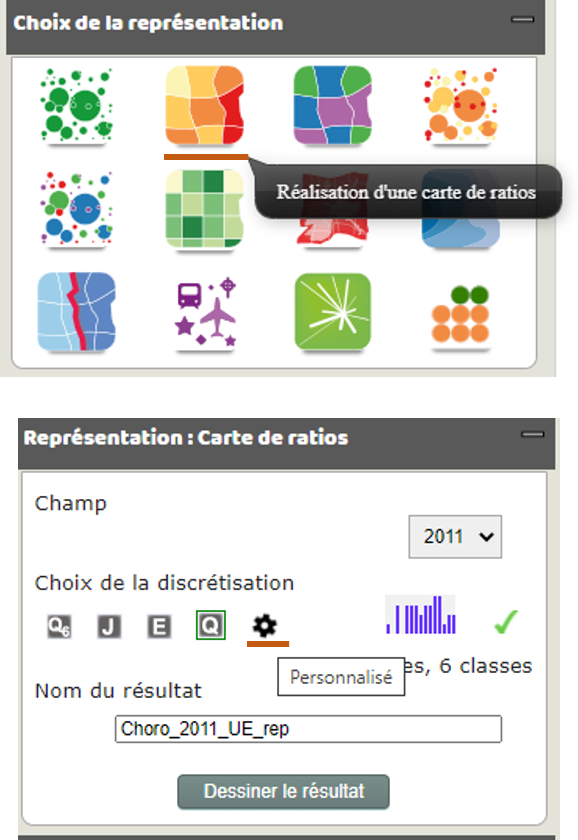 Choix de la représentation
Réalisation d'une carte de ratios
Représentation : Carte de ratios
Champ
2011
Choix de la discrétisation
Q6 J E Q
Personnalisé
es, 6 classes
Nom du résultat
Choro_2011_UE_rep
Dessiner le résultat